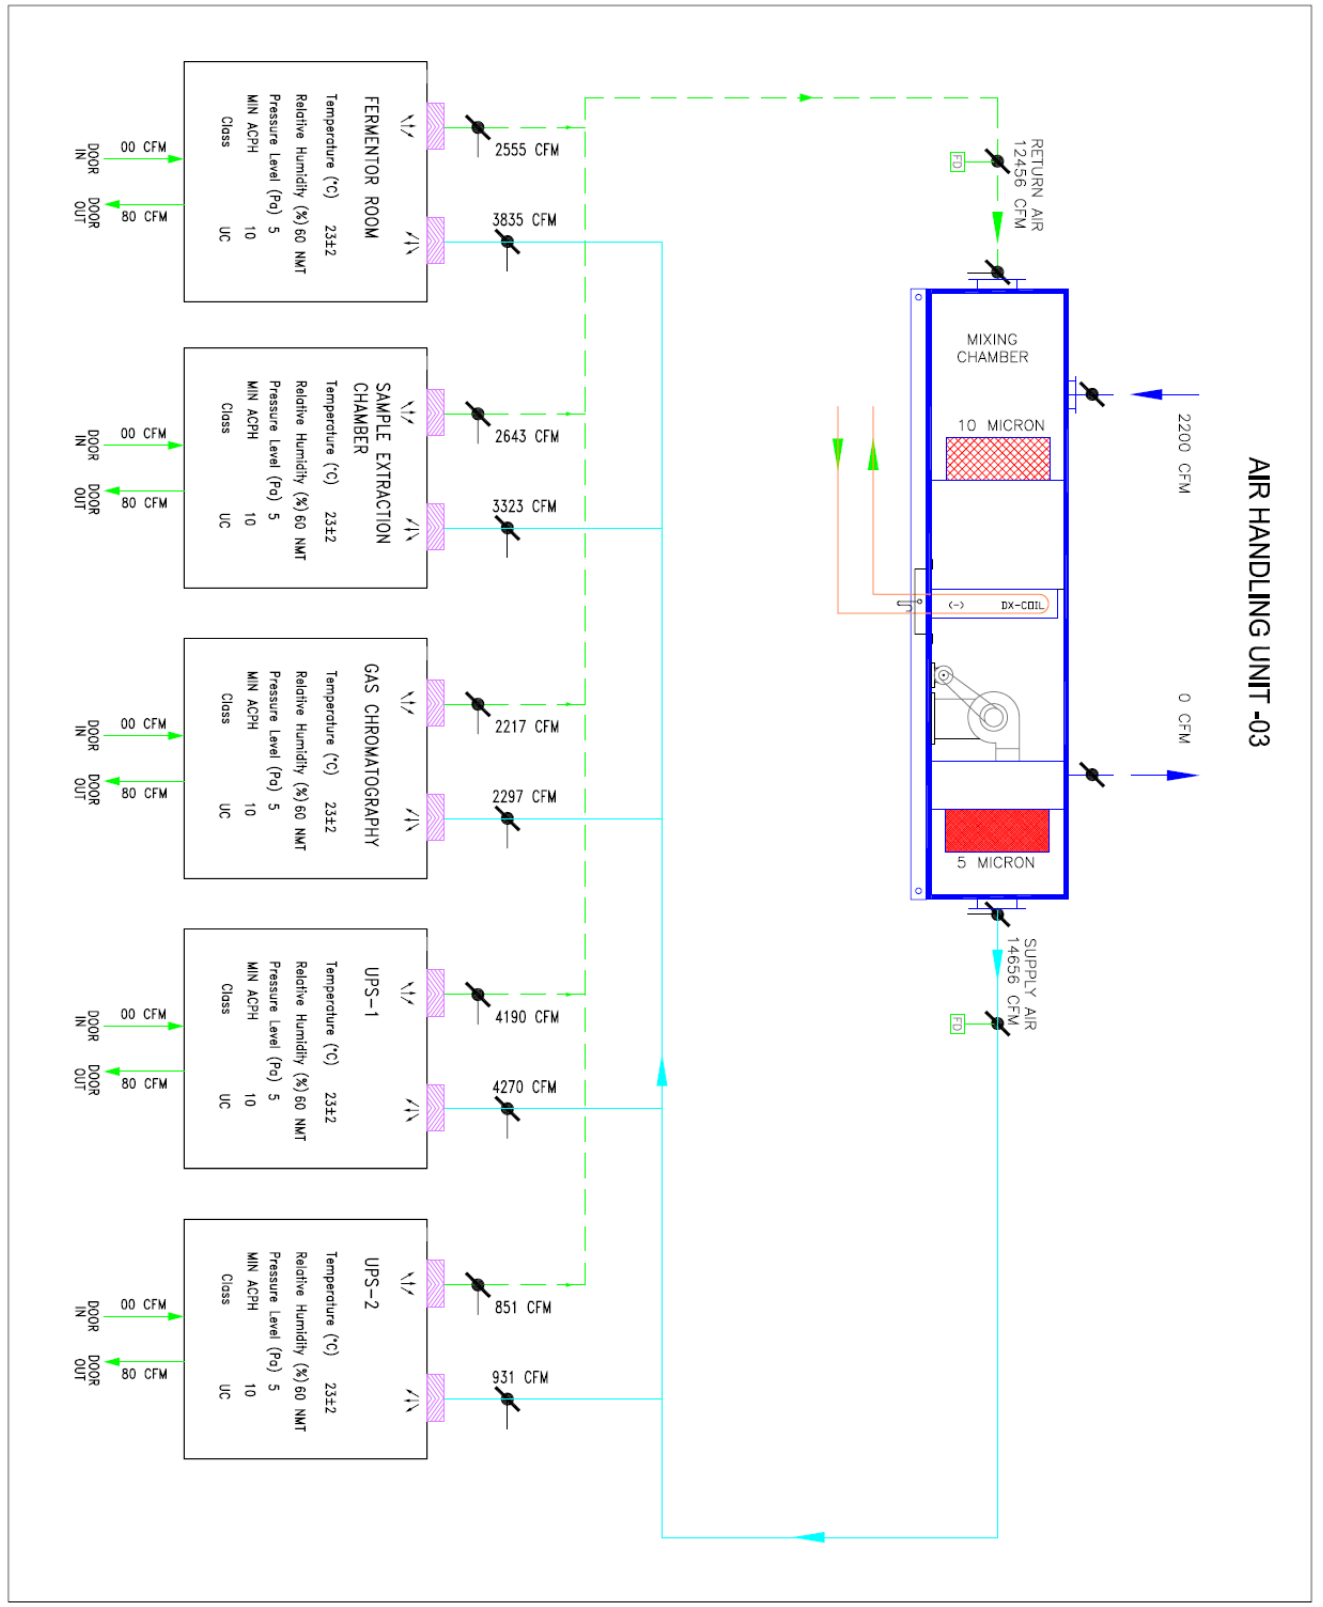 AIR HANDLING UNIT -03
RETURN AIR
12456 CFM
FD
MIXING
CHAMBER
10 MICRON
2200 CFM
(-)
DX-COIL
0 CFM
5 MICRON
SUPPLY AIR
14656 CFM
FD
2555 CFM
3835 CFM
FERMENTOR ROOM
Temperature (°C) 23±2
Relative Humidity (%) 60 NMT
Pressure Level (Pa) 5
MIN ACPH 10
Class UC
00 CFM
DOOR
IN
80 CFM
DOOR
OUT
2643 CFM
3323 CFM
SAMPLE EXTRACTION
CHAMBER
Temperature (°C) 23±2
Relative Humidity (%) 60 NMT
Pressure Level (Pa) 5
MIN ACPH 10
Class UC
00 CFM
DOOR
IN
80 CFM
DOOR
OUT
2217 CFM
2297 CFM
GAS CHROMATOGRAPHY
Temperature (°C) 23±2
Relative Humidity (%) 60 NMT
Pressure Level (Pa) 5
MIN ACPH 10
Class UC
00 CFM
DOOR
IN
80 CFM
DOOR
OUT
4190 CFM
4270 CFM
UPS-1
Temperature (°C) 23±2
Relative Humidity (%) 60 NMT
Pressure Level (Pa) 5
MIN ACPH 10
Class UC
00 CFM
DOOR
IN
80 CFM
DOOR
OUT
851 CFM
931 CFM
UPS-2
Temperature (°C) 23±2
Relative Humidity (%) 60 NMT
Pressure Level (Pa) 5
MIN ACPH 10
Class UC
00 CFM
DOOR
IN
80 CFM
DOOR
OUT